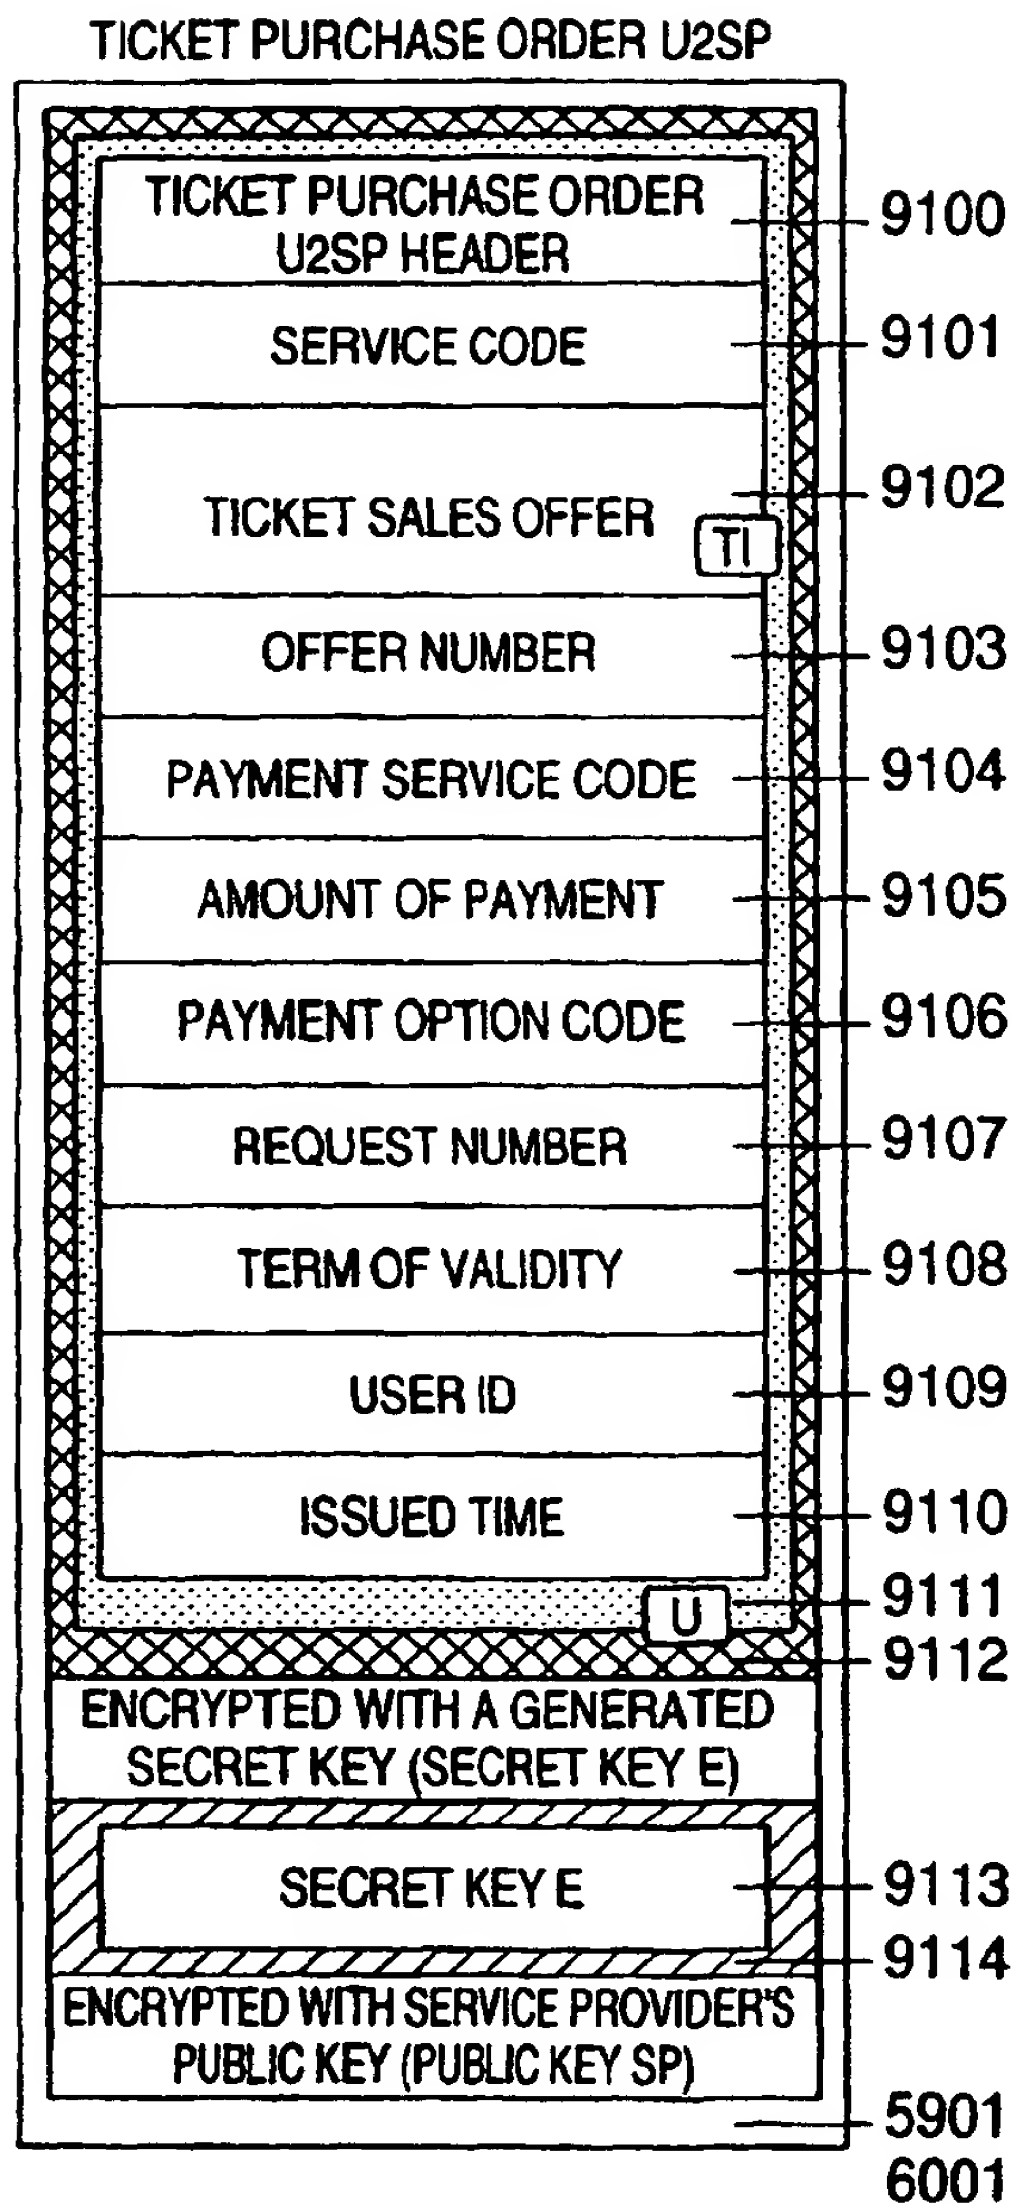 TICKET PURCHASE ORDER U2SP
TICKET PURCHASE ORDER
U2SP HEADER
9100
SERVICE CODE
9101
TICKET SALES OFFER
9102
TI
OFFER NUMBER
9103
PAYMENT SERVICE CODE
9104
AMOUNT OF PAYMENT
9105
PAYMENT OPTION CODE
9106
REQUEST NUMBER
9107
TERM OF VALIDITY
9108
USER ID
9109
ISSUED TIME
9110
U
9111
9112
ENCRYPTED WITH A GENERATED
SECRET KEY (SECRET KEY E)
SECRET KEY E
9113
9114
ENCRYPTED WITH SERVICE PROVIDER'S
PUBLIC KEY (PUBLIC KEY SP)
5901
6001